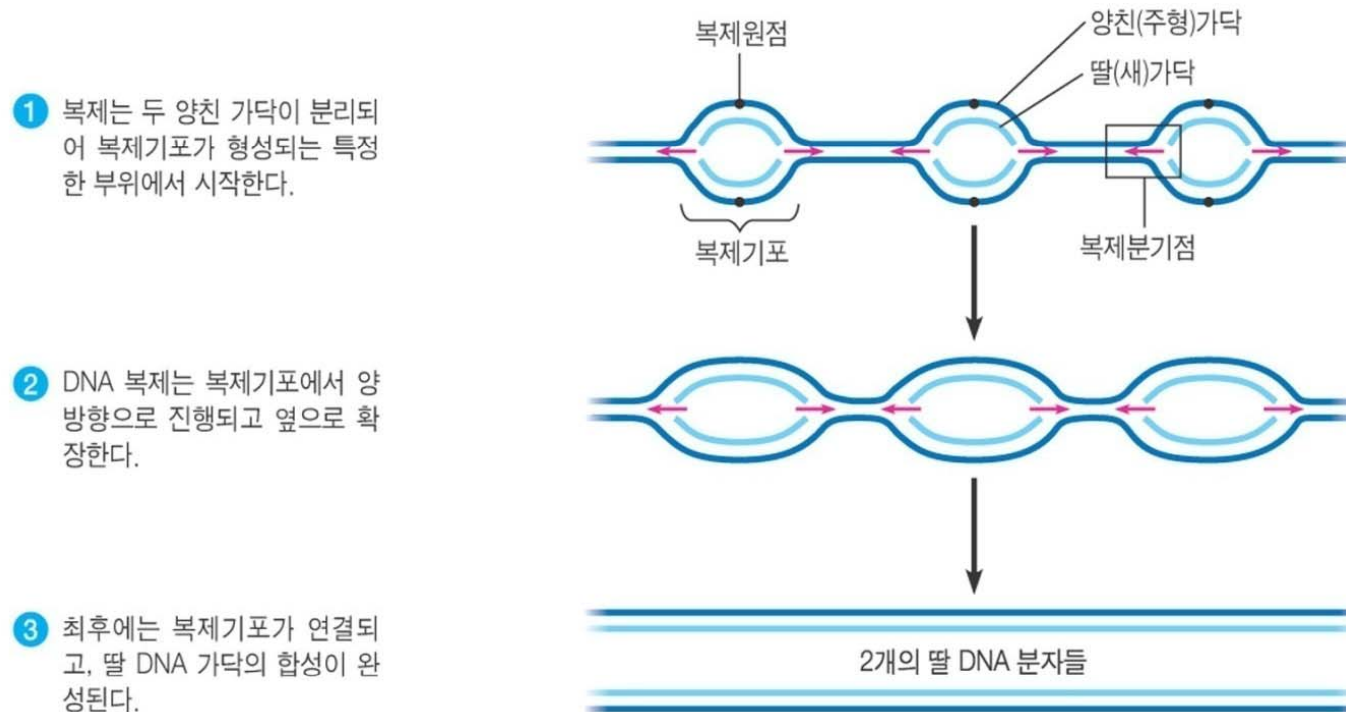 복제원점
양친(주형)가닥
딸(새)가닥
1 복제는 두 양친 가닥이 분리되
어 복제기포가 형성되는 특정
한 부위에서 시작한다.
복제기포
복제분기점
2 DNA 복제는 복제기포에서 양
방향으로 진행되고 옆으로 확
장한다.
3 최후에는 복제기포가 연결되
고, 딸 DNA 가닥의 합성이 완
성된다.
2개의 딸 DNA 분자들